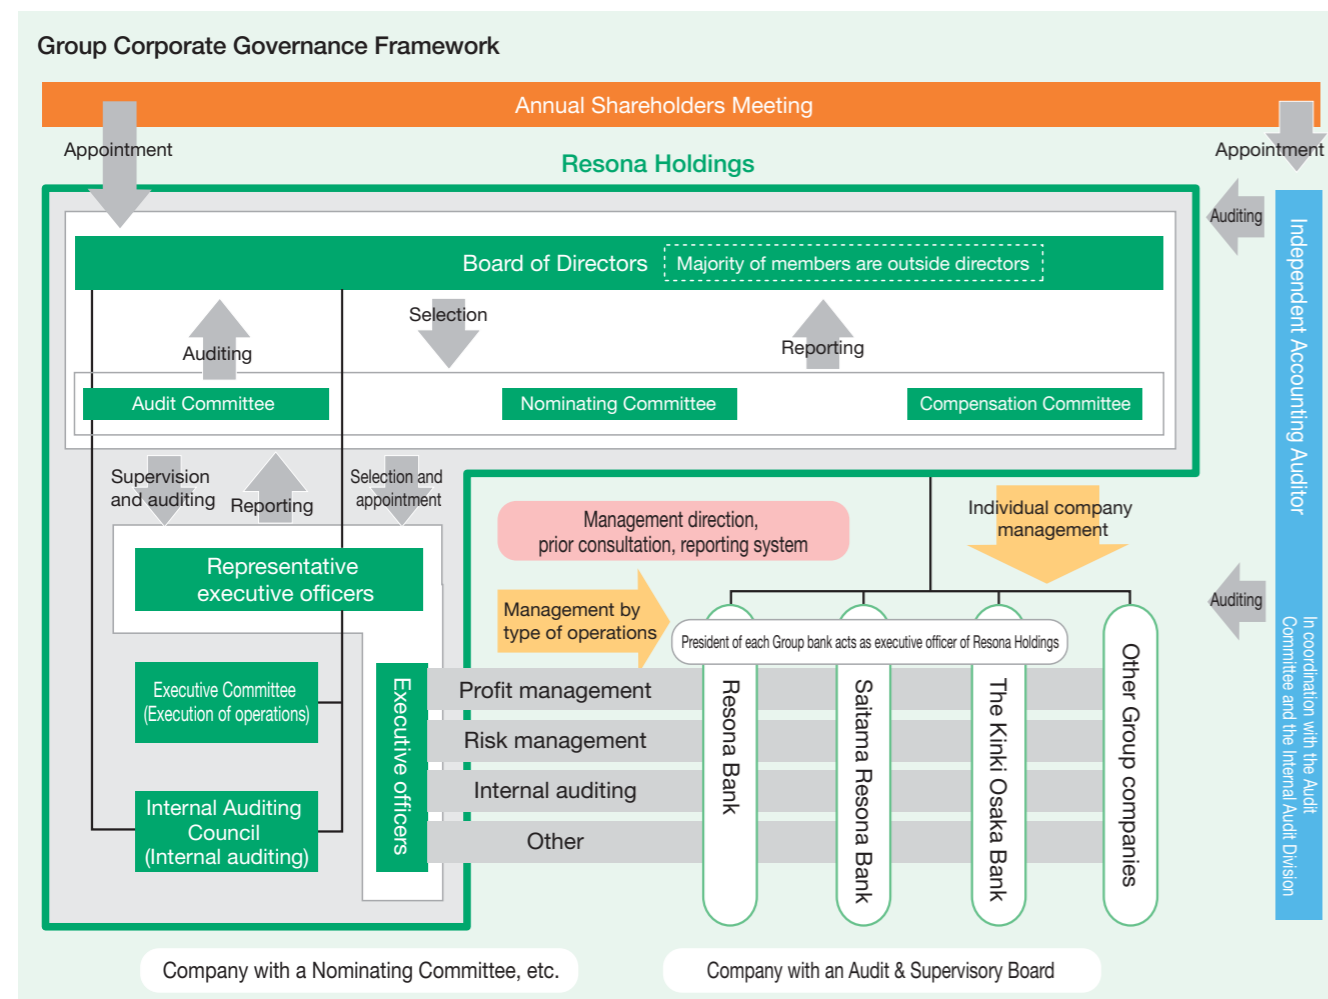 Group Corporate Governance Framework
Annual Shareholders Meeting
Appointment
Appointment
Resona Holdings
Auditing
Board of Directors
Majority of members are outside directors
Selection
Auditing
Reporting
Audit Committee
Nominating Committee
Compensation Committee
Supervision
and auditing
Reporting
Selection and
appointment
Management direction,
prior consultation, reporting system
Individual company
management
Representative
executive officers
Management by
type of operations
Auditing
President of each Group bank acts as executive officer of Resona Holdings
Executive Committee
(Execution of operations)
Internal Auditing
Council
(Internal auditing)
Executive officers
Profit management
Risk management
Internal auditing
Other
Resona Bank
Saitama Resona Bank
The Kinki Osaka Bank
Other Group companies
Independent Accounting Auditor
In coordination with the Audit
Committee and the Internal Audit Division
Company with a Nominating Committee, etc.
Company with an Audit & Supervisory Board